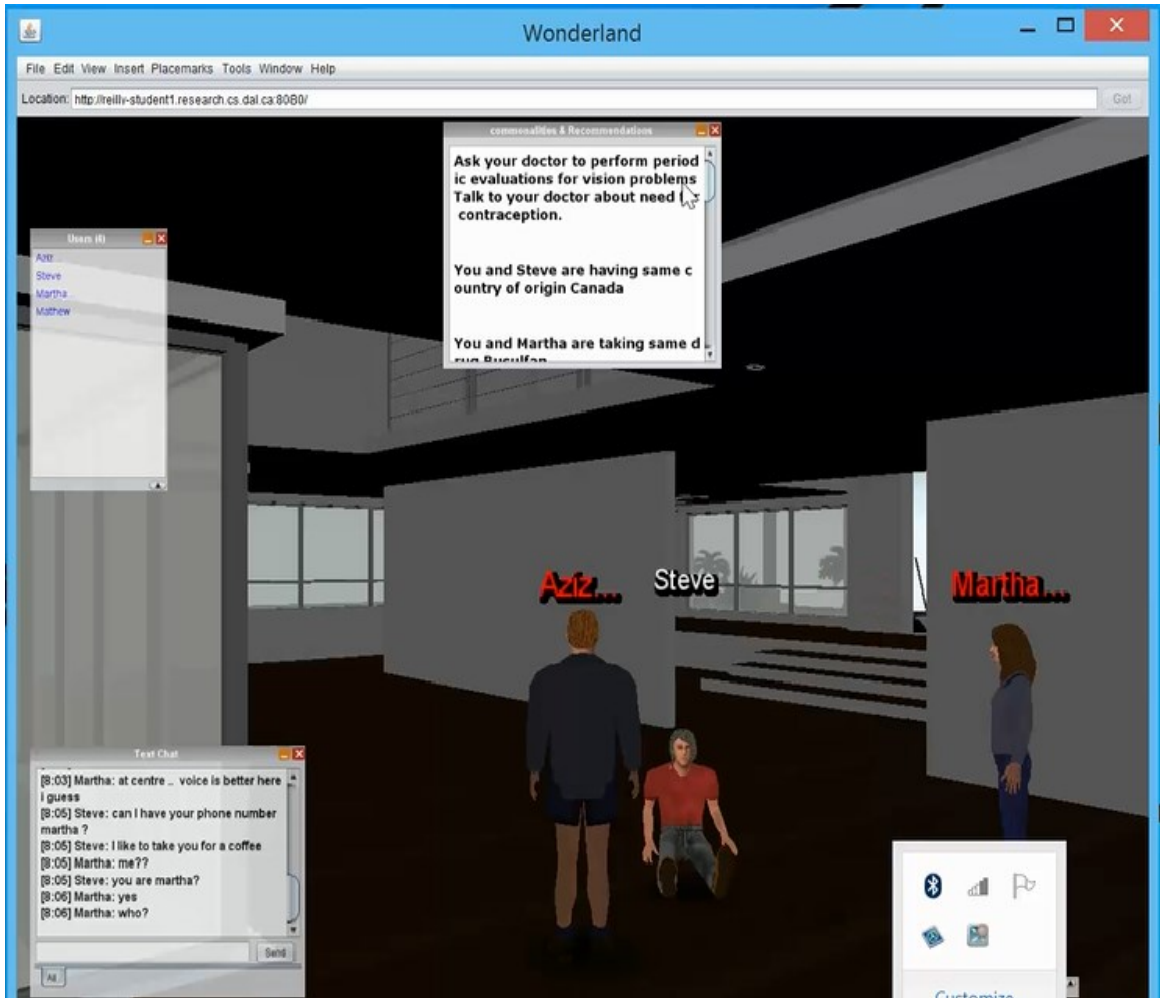 Wonderland
File Edit View Insert Placemarks Tools Window Help
Location: http://reilly-student1.research.cs.dal.ca:8080/ Go!
commonalities & Recommendations
Ask your doctor to perform period
ic evaluations for vision problems
Talk to your doctor about need
contraception.
You and Steve are having same c
ountry of origin Canada
You and Martha are taking same d
rug Busulfan
Users (4)
Aziz...
Steve
Martha...
Mathew
Aziz... Steve Martha...
Text Chat
[8:03] Martha: at centre .. voice is better here
i guess
[8:05] Steve: can I have your phone number
martha ?
[8:05] Steve: I like to take you for a coffee
[8:05] Martha: me??
[8:05] Steve: you are martha?
[8:06] Martha: yes
[8:06] Martha: who?
Send
All
Customize